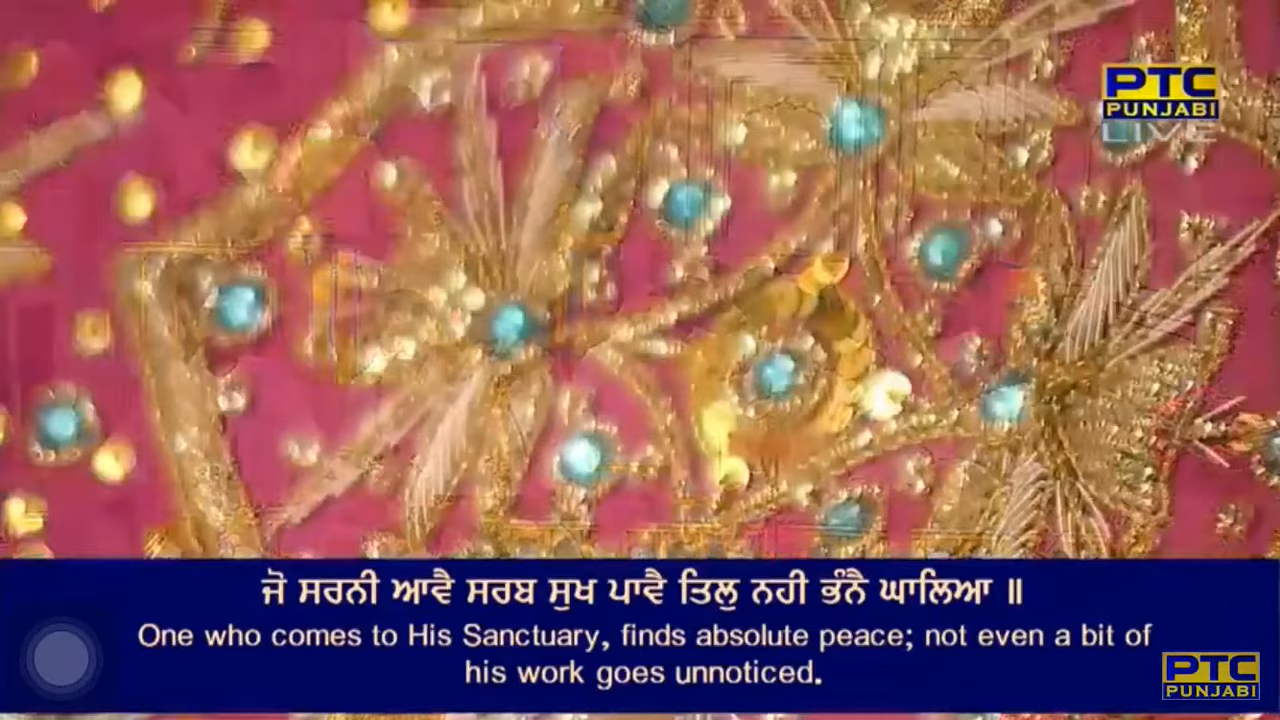 PTC
PUNJABI
LIVE
ਜੋ ਸਰਨੀ ਆਵੈ ਸਰਬ ਸੁਖ ਪਾਵੈ ਤਿਲੁ ਨਹੀ ਭੰਨੈ ਘਾਲਿਆ ॥
One who comes to His Sanctuary, finds absolute peace; not even a bit of
his work goes unnoticed.
PTC
PUNJABI